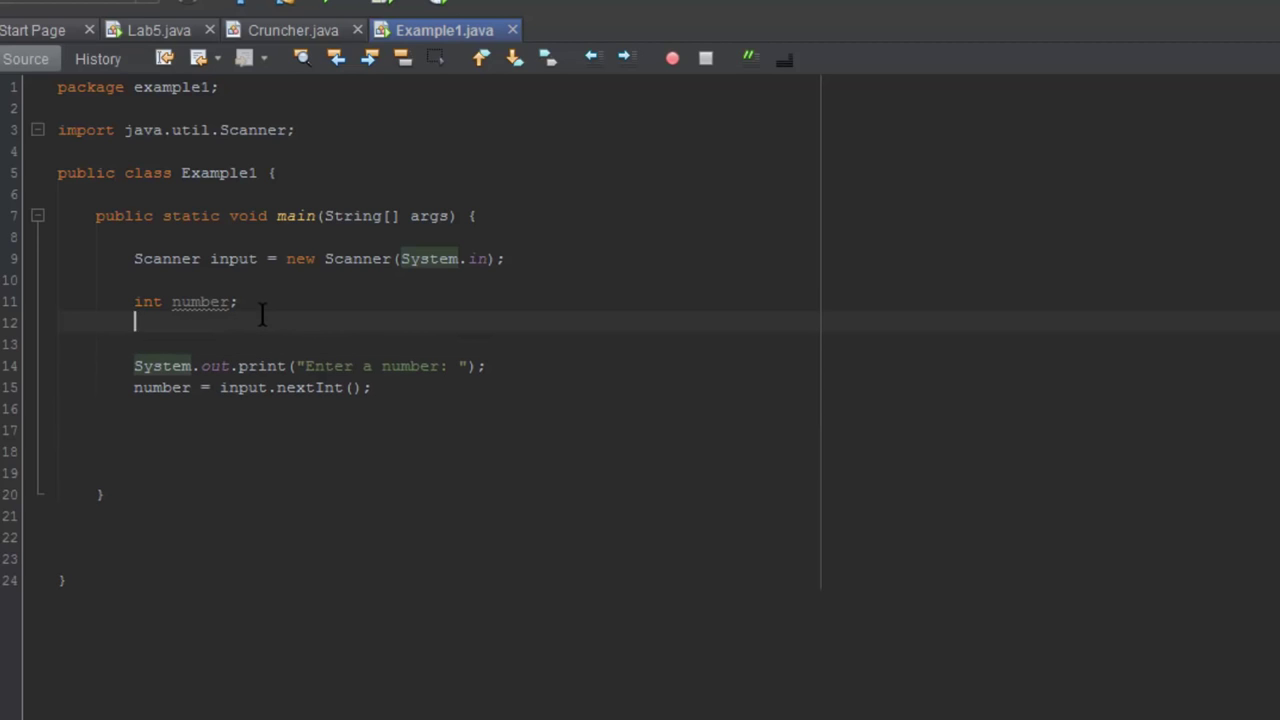 Start Page Lab5.java Cruncher.java Example1.java
Source History
1 package example1;
2
3 import java.util.Scanner;
4
5 public class Example1 {
6
7 public static void main(String[] args) {
8
9 Scanner input = new Scanner(System.in);
10
11 int number;
12
13
14 System.out.print("Enter a number: ");
15 number = input.nextInt();
16
17
18
19
20 }
21
22
23
24 }